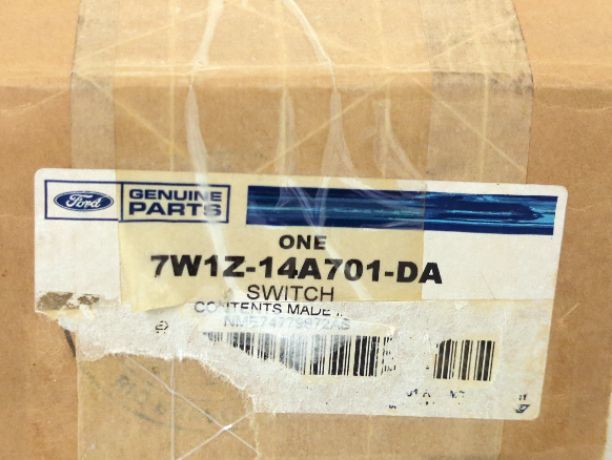 Ford
GENUINE
PARTS
ONE
7W1Z-14A701-DA
SWITCH
CONTENTS MADE